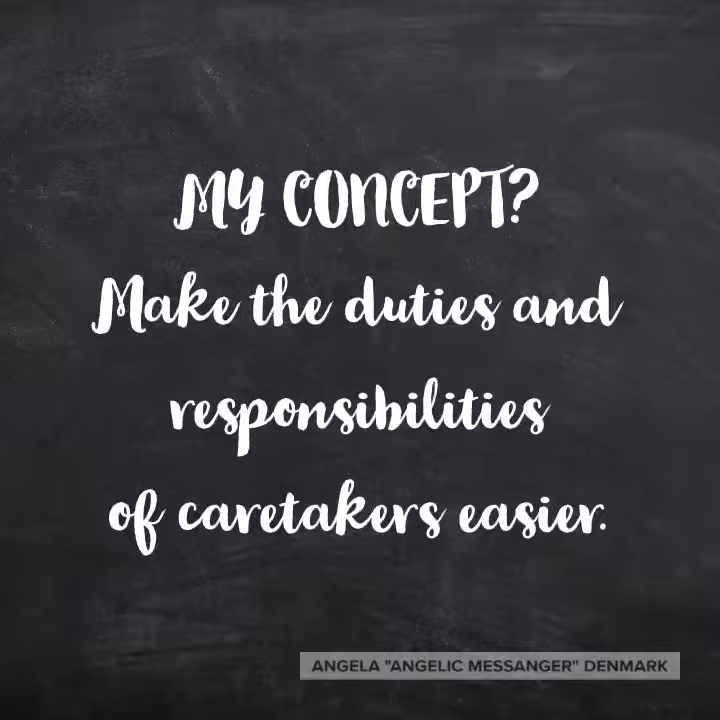 MY CONCEPT?
Make the duties and
responsibilities
of caretakers easier.
ANGELA "ANGELIC MESSANGER" DENMARK